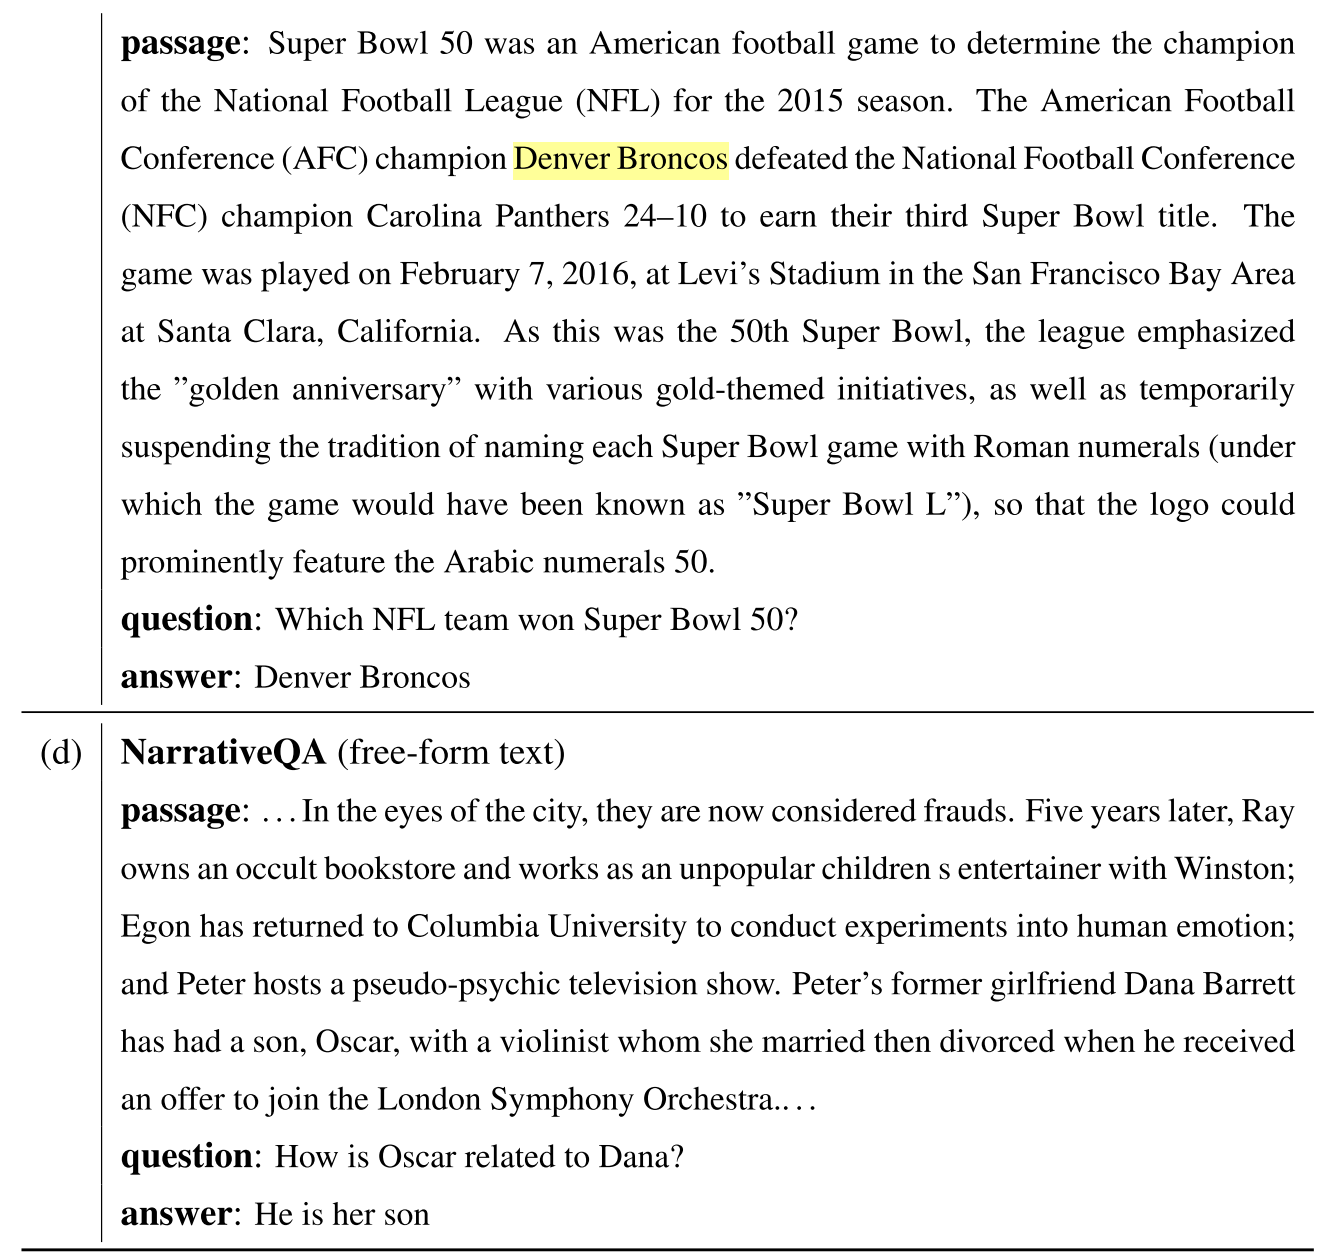 passage: Super Bowl 50 was an American football game to determine the champion
of the National Football League (NFL) for the 2015 season. The American Football
Conference (AFC) champion Denver Broncos defeated the National Football Conference
(NFC) champion Carolina Panthers 24–10 to earn their third Super Bowl title. The
game was played on February 7, 2016, at Levi's Stadium in the San Francisco Bay Area
at Santa Clara, California. As this was the 50th Super Bowl, the league emphasized
the ”golden anniversary” with various gold-themed initiatives, as well as temporarily
suspending the tradition of naming each Super Bowl game with Roman numerals (under
which the game would have been known as ”Super Bowl L”), so that the logo could
prominently feature the Arabic numerals 50.
question: Which NFL team won Super Bowl 50?
answer: Denver Broncos
(d) NarrativeQA (free-form text)
passage: ... In the eyes of the city, they are now considered frauds. Five years later, Ray
owns an occult bookstore and works as an unpopular children s entertainer with Winston;
Egon has returned to Columbia University to conduct experiments into human emotion;
and Peter hosts a pseudo-psychic television show. Peter's former girlfriend Dana Barrett
has had a son, Oscar, with a violinist whom she married then divorced when he received
an offer to join the London Symphony Orchestra....
question: How is Oscar related to Dana?
answer: He is her son